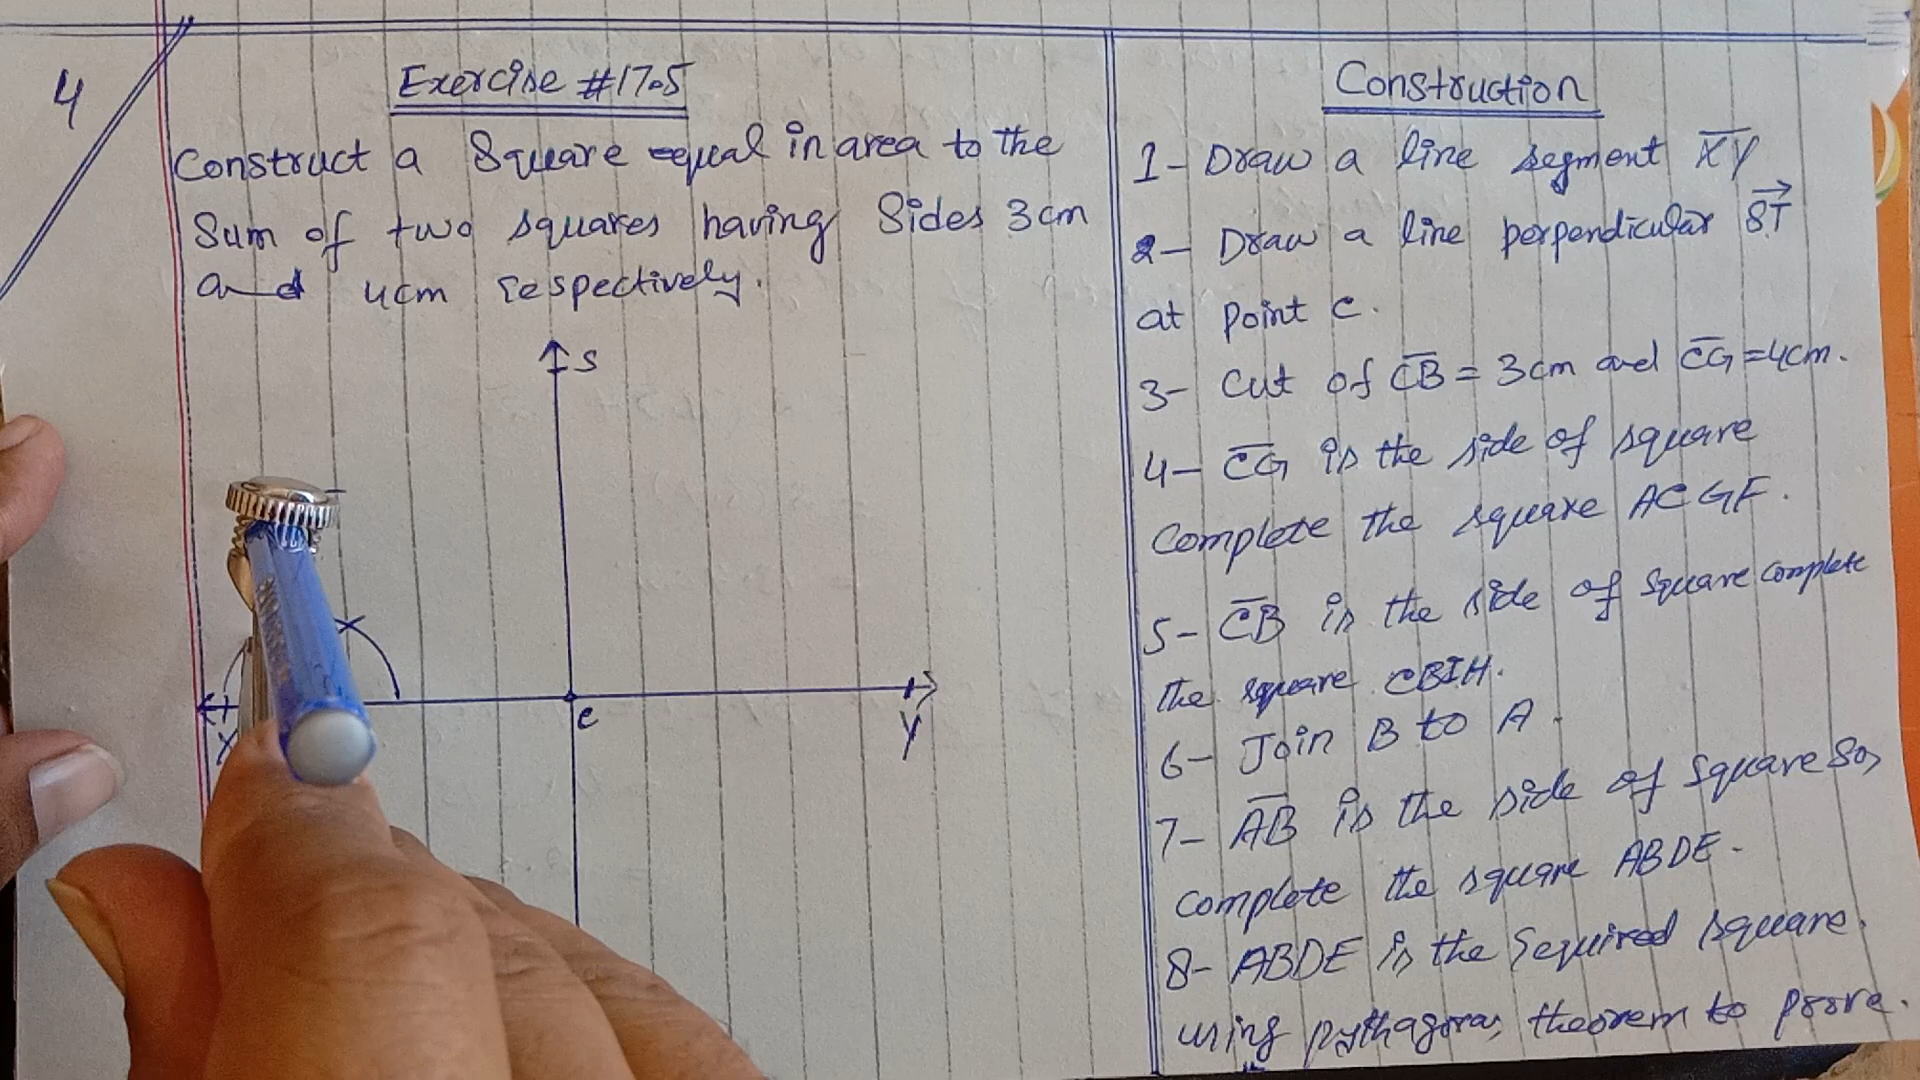 4
Exercise #17.5
Construct a Square equal in area to the
Sum of two squares having Sides 3cm
and 4cm respectively.
S
C
Y
X
Construction
1- Draw a line segment XY
2- Draw a line perpendicular ST
at point C.
3- Cut of CB = 3cm and CG = 4cm.
4- CG is the side of square
Complete the square ACGF.
5- CB is the side of square complete
the square CBIH.
6- Join B to A.
7- AB is the side of square So,
complete the square ABDE.
8- ABDE is the required square.
using pythagoras theorem to prove.